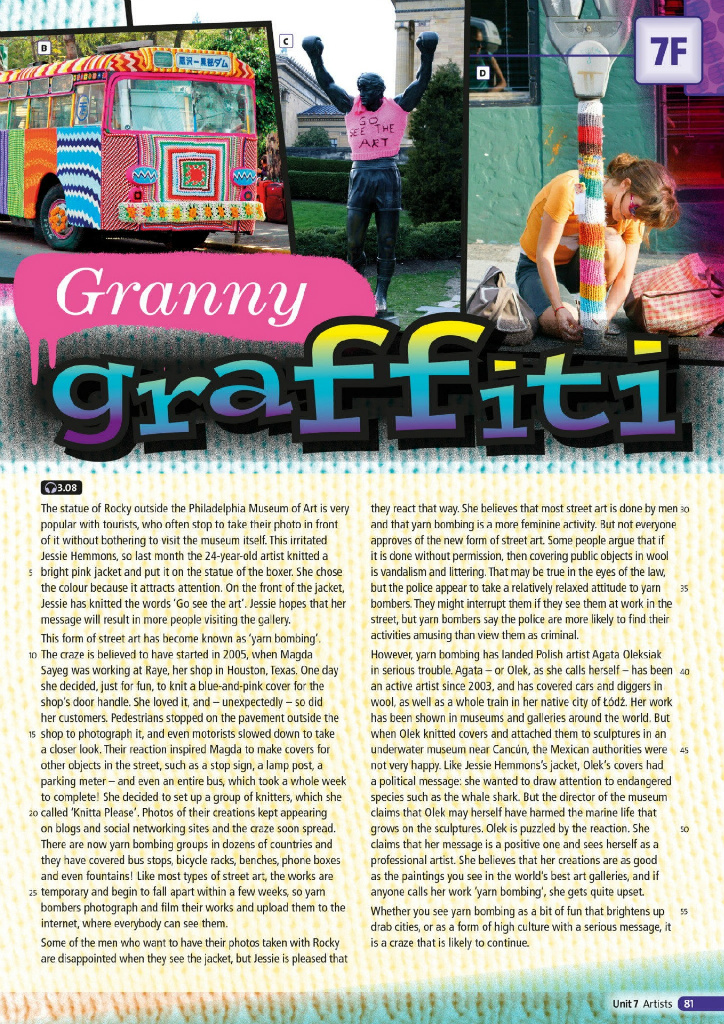 B
C
D
7F
黒沢-黒部ダム
GO
SEE THE
ART
Granny
graffiti
3.08
The statue of Rocky outside the Philadelphia Museum of Art is very
popular with tourists, who often stop to take their photo in front
of it without bothering to visit the museum itself. This irritated
Jessie Hemmons, so last month the 24-year-old artist knitted a
5 bright pink jacket and put it on the statue of the boxer. She chose
the colour because it attracts attention. On the front of the jacket,
Jessie has knitted the words ‘Go see the art’. Jessie hopes that her
message will result in more people visiting the gallery.
This form of street art has become known as ‘yarn bombing’.
10 The craze is believed to have started in 2005, when Magda
Sayeg was working at Raye, her shop in Houston, Texas. One day
she decided, just for fun, to knit a blue-and-pink cover for the
shop’s door handle. She loved it, and – unexpectedly – so did
her customers. Pedestrians stopped on the pavement outside the
15 shop to photograph it, and even motorists slowed down to take
a closer look. Their reaction inspired Magda to make covers for
other objects in the street, such as a stop sign, a lamp post, a
parking meter – and even an entire bus, which took a whole week
to complete! She decided to set up a group of knitters, which she
20 called ‘Knitta Please’. Photos of their creations kept appearing
on blogs and social networking sites and the craze soon spread.
There are now yarn bombing groups in dozens of countries and
they have covered bus stops, bicycle racks, benches, phone boxes
and even fountains! Like most types of street art, the works are
25 temporary and begin to fall apart within a few weeks, so yarn
bombers photograph and film their works and upload them to the
internet, where everybody can see them.
Some of the men who want to have their photos taken with Rocky
are disappointed when they see the jacket, but Jessie is pleased that
they react that way. She believes that most street art is done by men 30
and that yarn bombing is a more feminine activity. But not everyone
approves of the new form of street art. Some people argue that if
it is done without permission, then covering public objects in wool
is vandalism and littering. That may be true in the eyes of the law,
but the police appear to take a relatively relaxed attitude to yarn 35
bombers. They might interrupt them if they see them at work in the
street, but yarn bombers say the police are more likely to find their
activities amusing than view them as criminal.
However, yarn bombing has landed Polish artist Agata Oleksiak
in serious trouble. Agata – or Olek, as she calls herself – has been 40
an active artist since 2003, and has covered cars and diggers in
wool, as well as a whole train in her native city of Łódź. Her work
has been shown in museums and galleries around the world. But
when Olek knitted covers and attached them to sculptures in an
underwater museum near Cancún, the Mexican authorities were 45
not very happy. Like Jessie Hemmons’s jacket, Olek’s covers had
a political message: she wanted to draw attention to endangered
species such as the whale shark. But the director of the museum
claims that Olek may herself have harmed the marine life that
grows on the sculptures. Olek is puzzled by the reaction. She 50
claims that her message is a positive one and sees herself as a
professional artist. She believes that her creations are as good
as the paintings you see in the world’s best art galleries, and if
anyone calls her work ‘yarn bombing’, she gets quite upset.
Whether you see yarn bombing as a bit of fun that brightens up 55
drab cities, or as a form of high culture with a serious message, it
is a craze that is likely to continue.
Unit 7 Artists 81